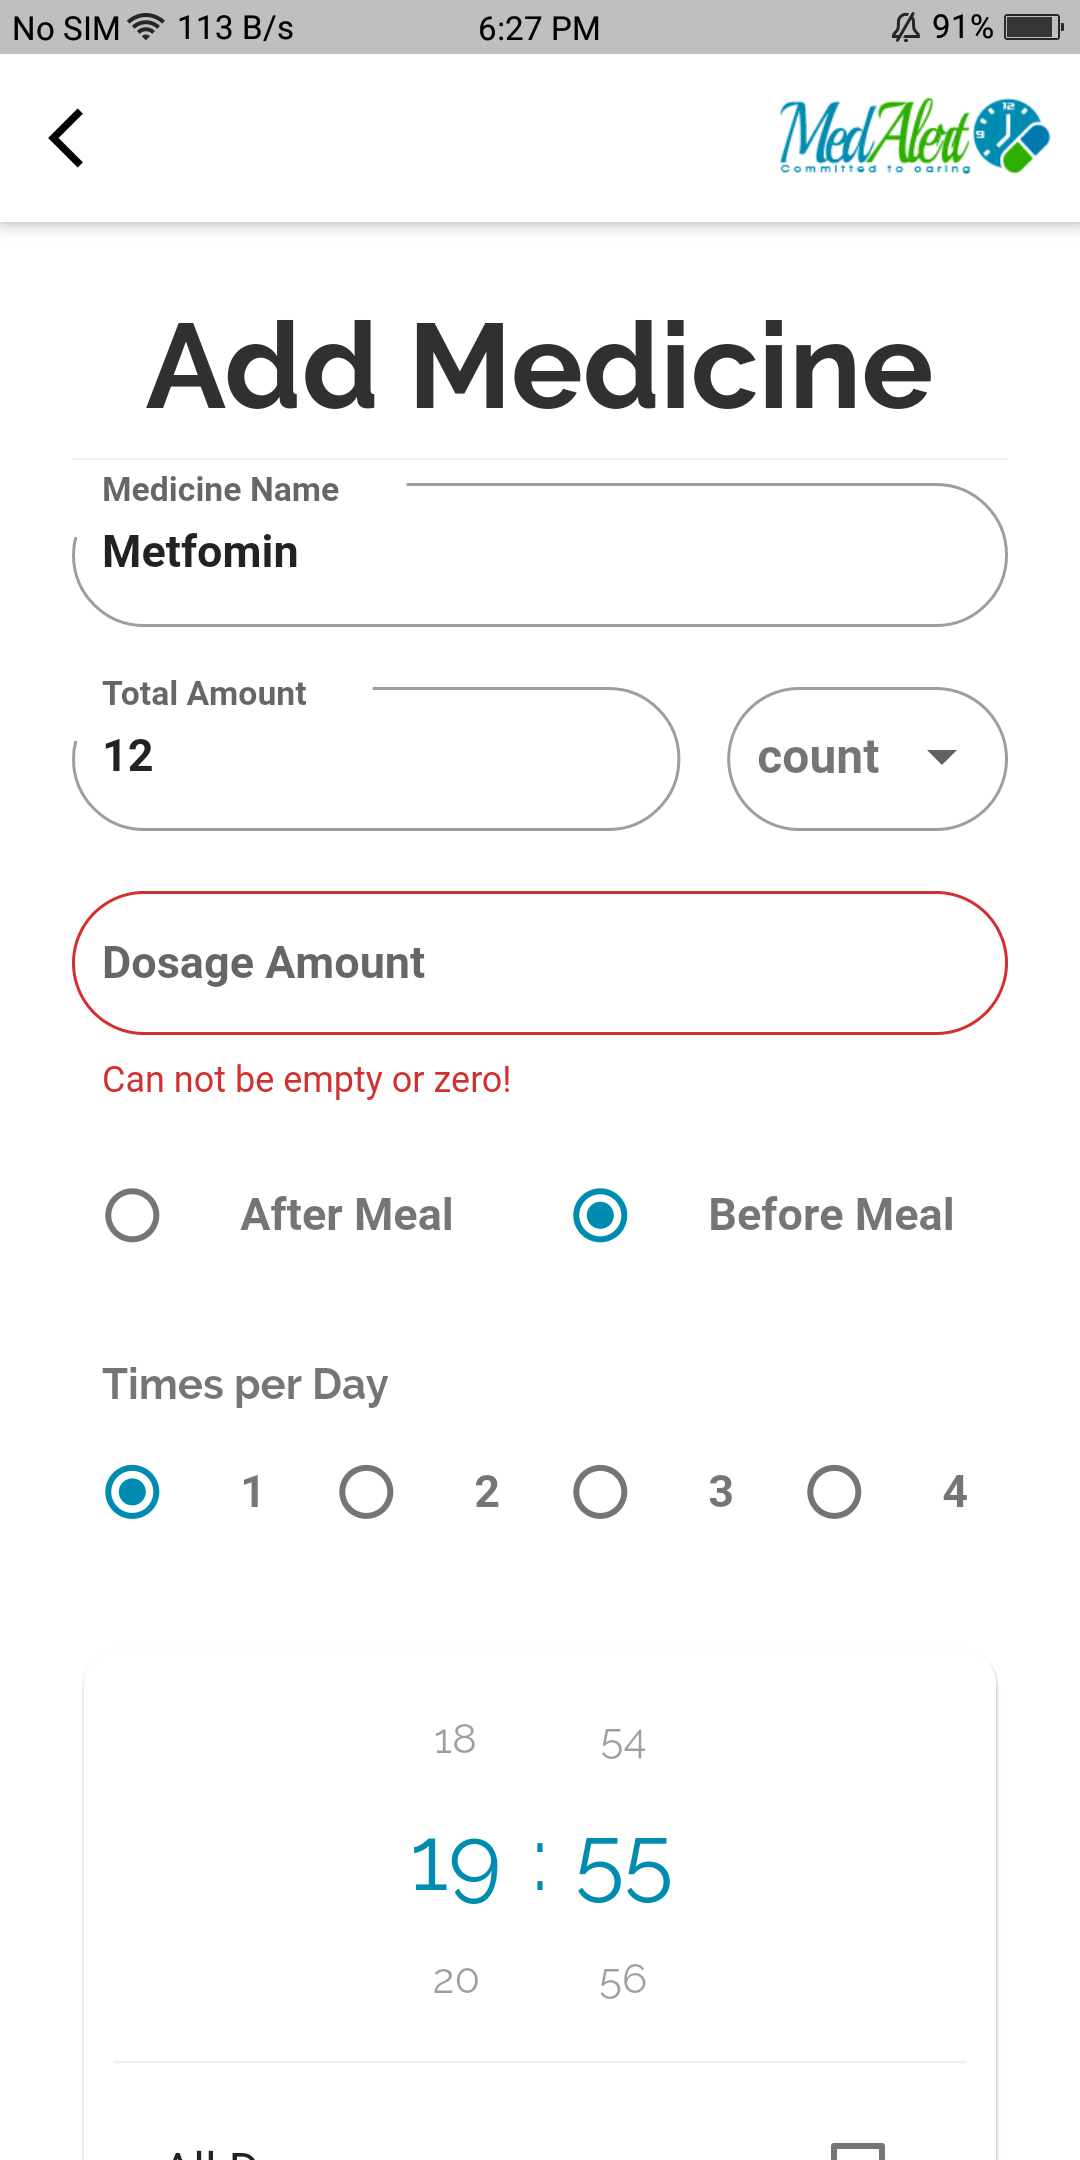 No SIM 113 B/s 6:27 PM 91%
MedAlert
Committed to caring
12
9
Add Medicine
Medicine Name
Metfomin
Total Amount
12 count
Dosage Amount
Can not be empty or zero!
After Meal Before Meal
Times per Day
1 2 3 4
18 54
19 : 55
20 56